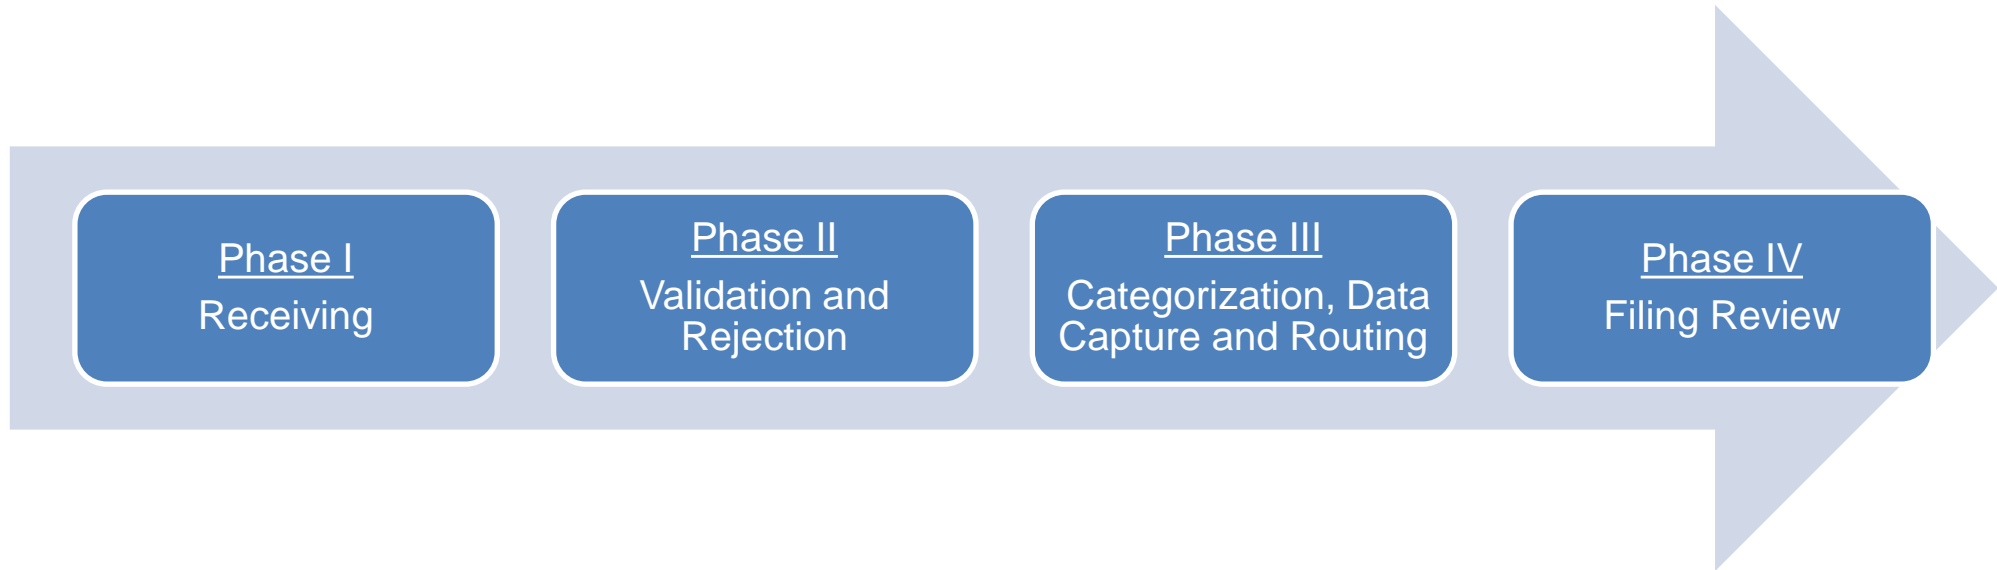 Phase I
Receiving
Phase II
Validation and
Rejection
Phase III
Categorization, Data
Capture and Routing
Phase IV
Filing Review